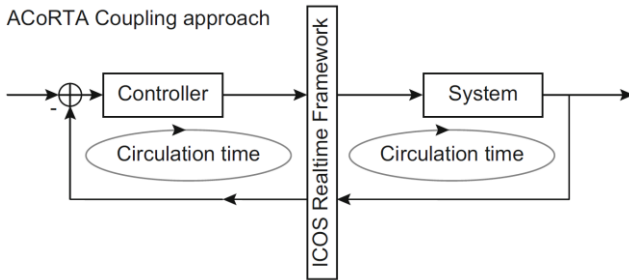 ACoRTA Coupling approach
Controller
ICOS Realtime Framework
System
-
Circulation time
Circulation time